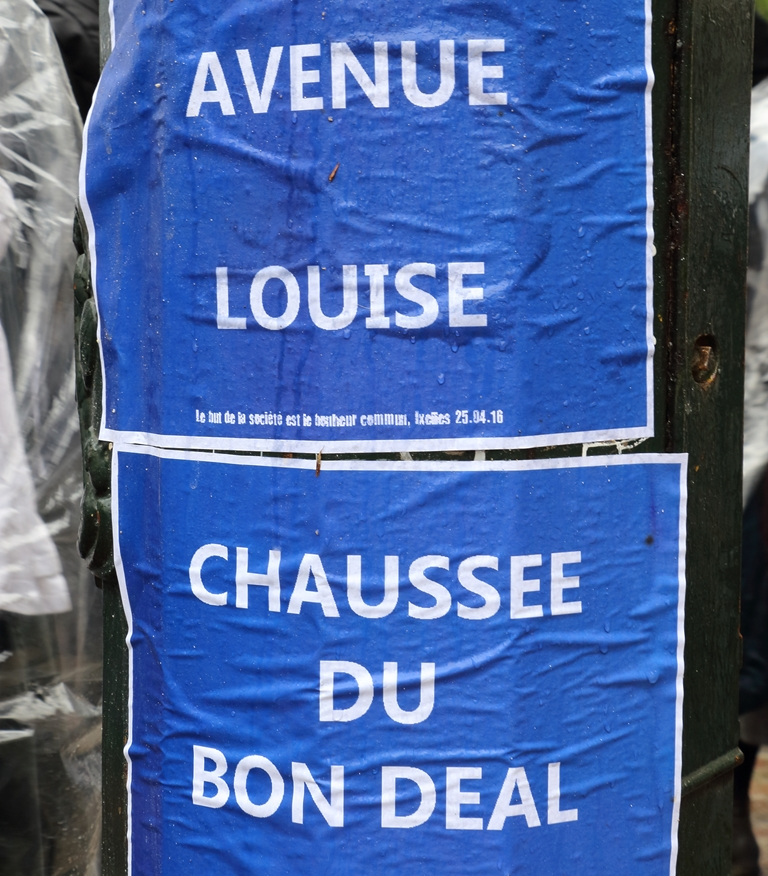 AVENUE
LOUISE
Le but de la société est le bonheur commun, Ixelles 25.04.16
CHAUSSEE
DU
BON DEAL